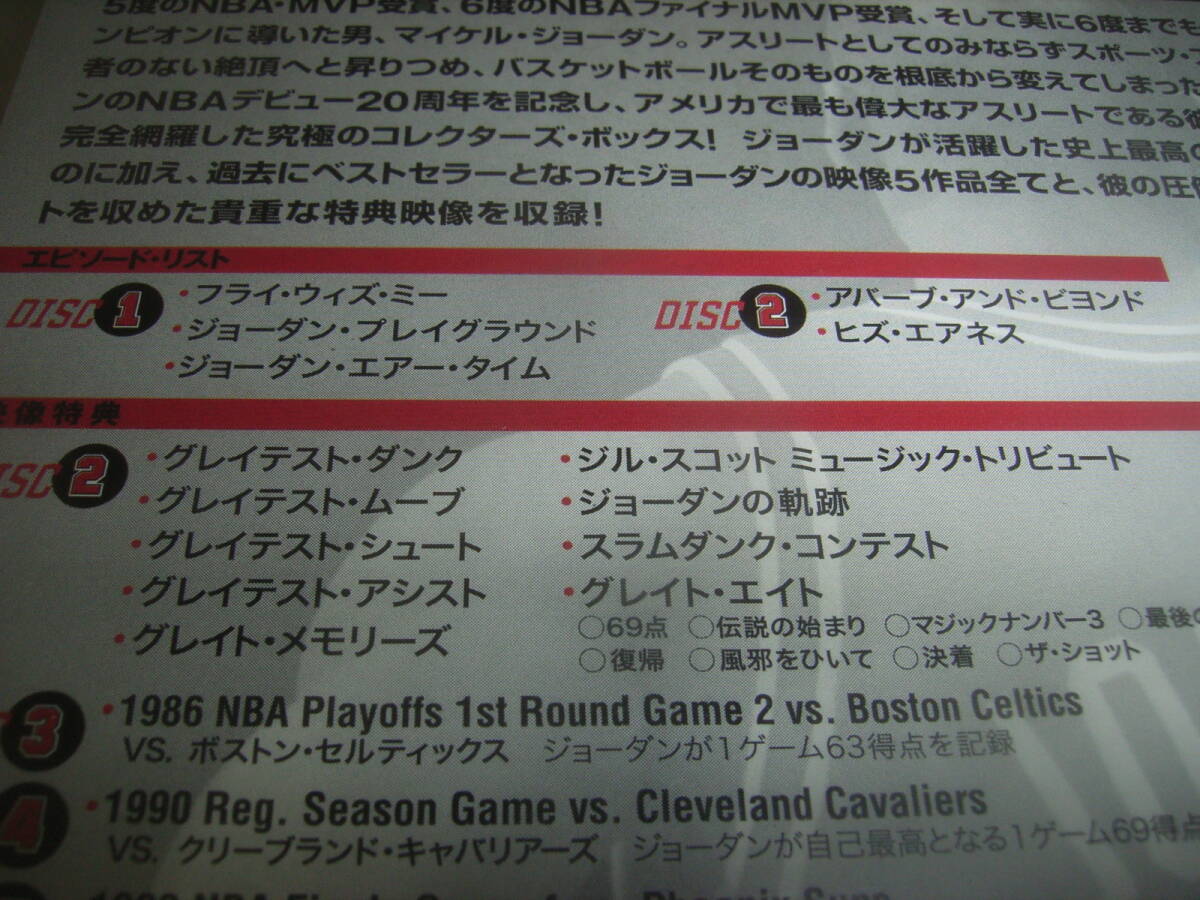 5度のNBA・MVP受賞、6度のNBAファイナルMVP受賞、そして実に6度までも
ンピオンに導いた男、マイケル・ジョーダン。アスリートとしてのみならずスポーツ・
者のない絶頂へと昇りつめ、バスケットボールそのものを根底から変えてしまった
ンのNBAデビュー20周年を記念し、アメリカで最も偉大なアスリートである彼
完全網羅した究極のコレクターズ・ボックス! ジョーダンが活躍した史上最高の
のに加え、過去にベストセラーとなったジョーダンの映像5作品全てと、彼の圧倒
トを収めた貴重な特典映像を収録!
エピソード・リスト
DISC 1
・フライ・ウィズ・ミー
・ジョーダン・プレイグラウンド
・ジョーダン・エアー・タイム
DISC 2
・アバーブ・アンド・ビヨンド
・ヒズ・エアネス
映像特典
DISC 2
・グレイテスト・ダンク
・グレイテスト・ムーブ
・グレイテスト・シュート
・グレイテスト・アシスト
・グレイト・メモリーズ
・ジル・スコット ミュージック・トリビュート
・ジョーダンの軌跡
・スラムダンク・コンテスト
・グレイト・エイト
○69点 ○伝説の始まり ○マジックナンバー3 ○最後の
○復帰 ○風邪をひいて ○決着 ○ザ・ショット
3
・1986 NBA Playoffs 1st Round Game 2 vs. Boston Celtics
VS. ボストン・セルティックス ジョーダンが1ゲーム63得点を記録
4
・1990 Reg. Season Game vs. Cleveland Cavaliers
VS. クリーブランド・キャバリアーズ ジョーダンが自己最高となる1ゲーム69得点